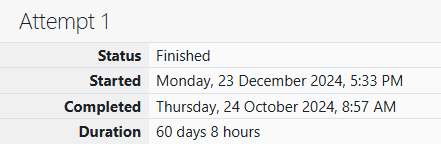 Attempt 1
Status Finished
Started Monday, 23 December 2024, 5:33 PM
Completed Thursday, 24 October 2024, 8:57 AM
Duration 60 days 8 hours